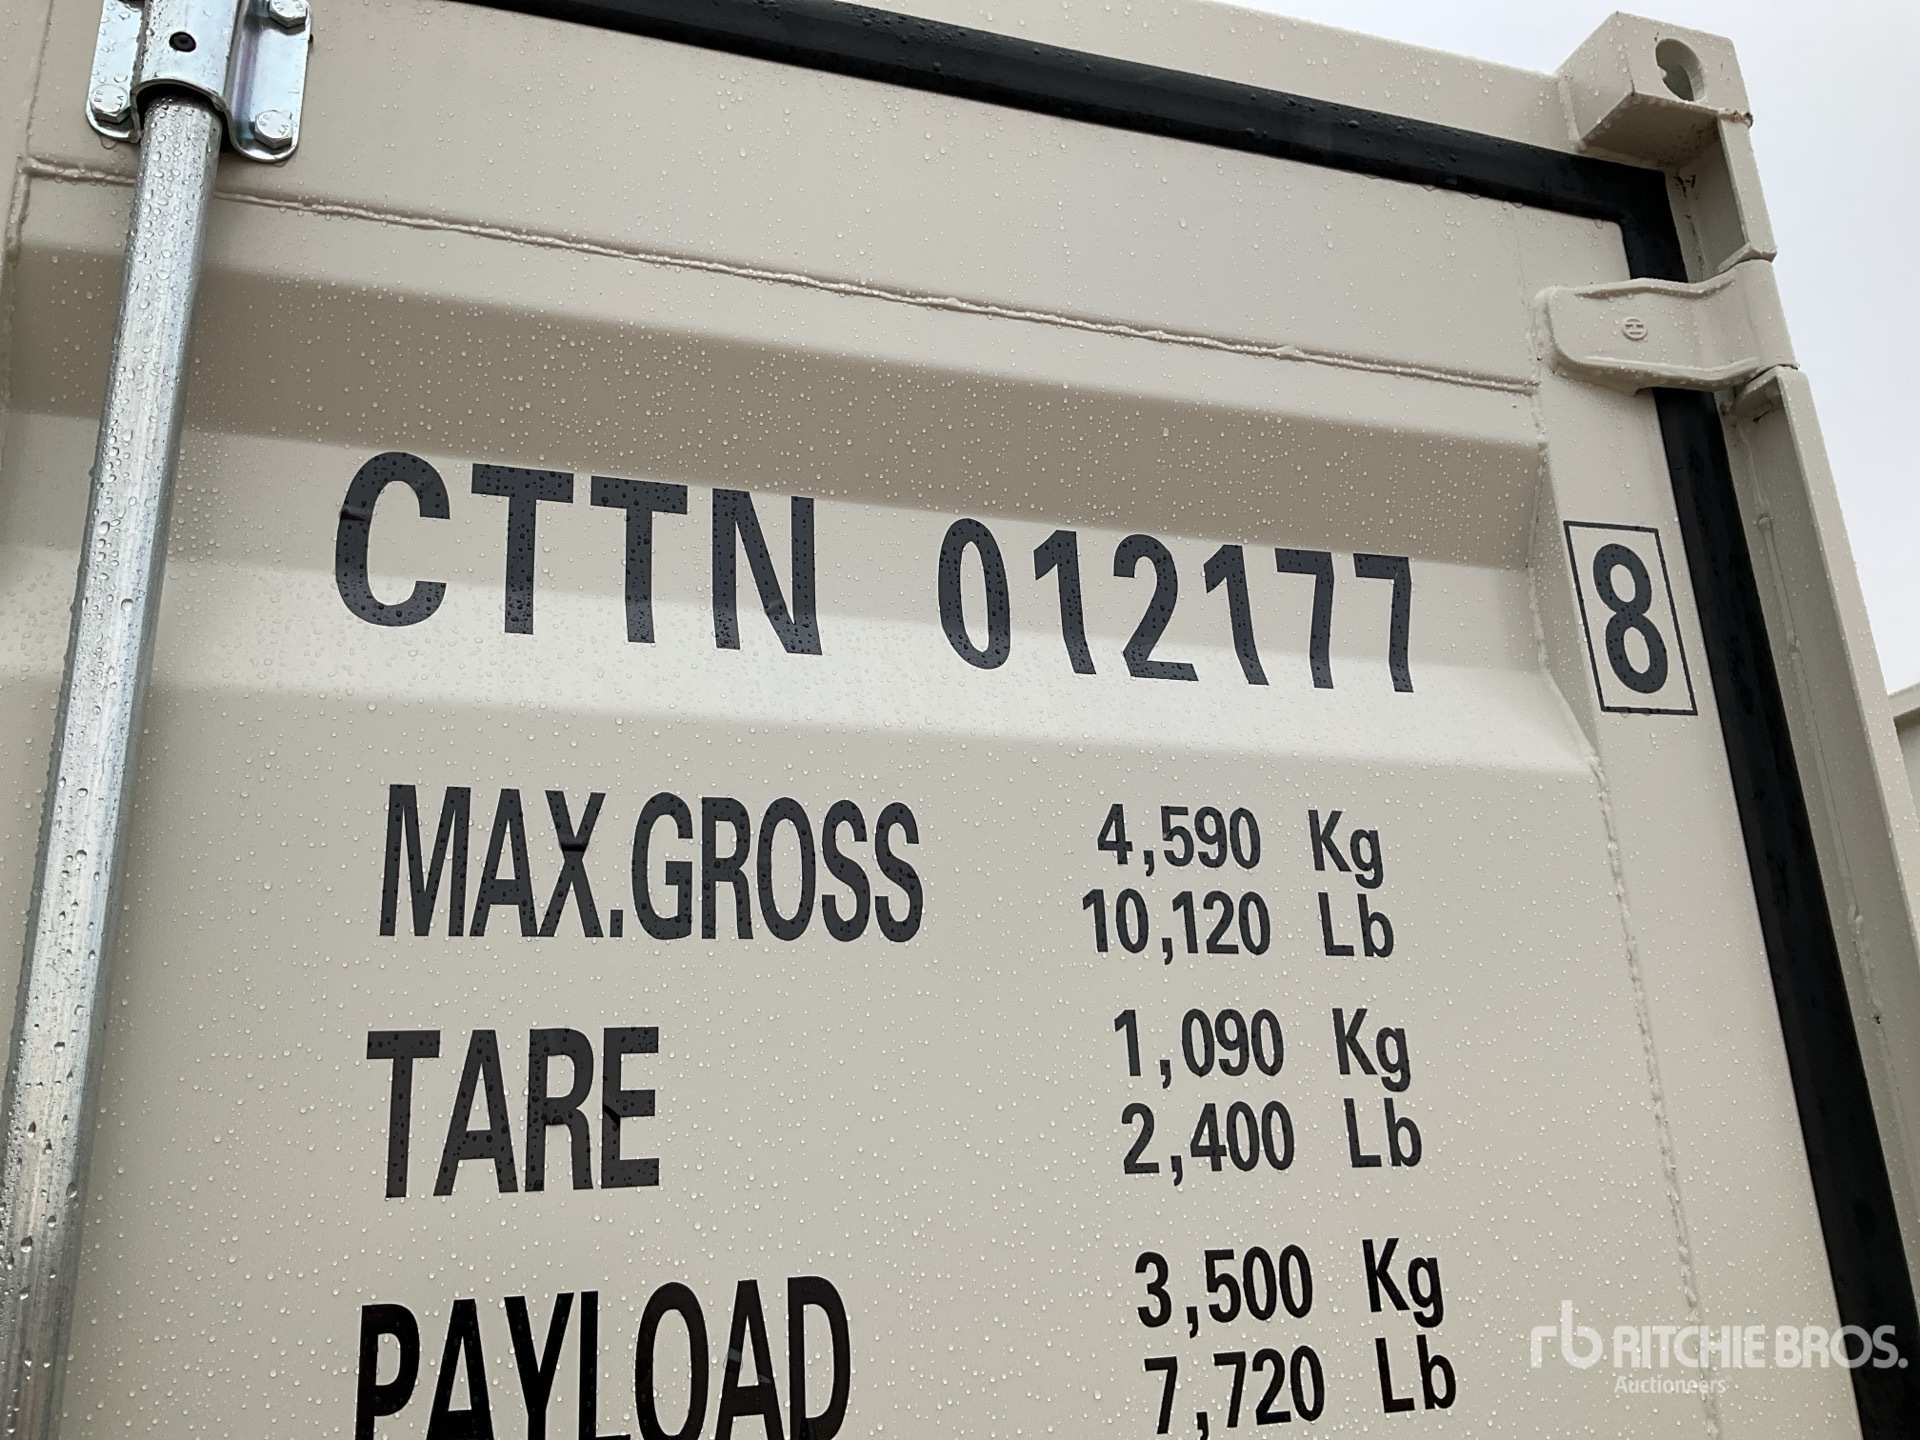 CTTN 012177 8
MAX.GROSS 4,590 Kg
10,120 Lb
TARE 1,090 Kg
2,400 Lb
PAYLOAD 3,500 Kg
7,720 Lb
rb RITCHIE BROS.
Auctioneers